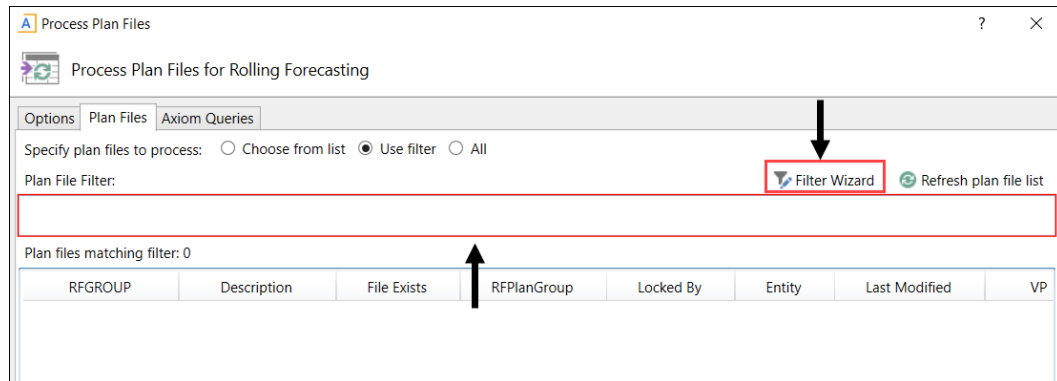 A Process Plan Files ?
Process Plan Files for Rolling Forecasting
Options Plan Files Axiom Queries
Specify plan files to process: Choose from list Use filter All
Plan File Filter: Filter Wizard Refresh plan file list
Plan files matching filter: 0
RFGROUP Description File Exists RFPlanGroup Locked By Entity Last Modified VP